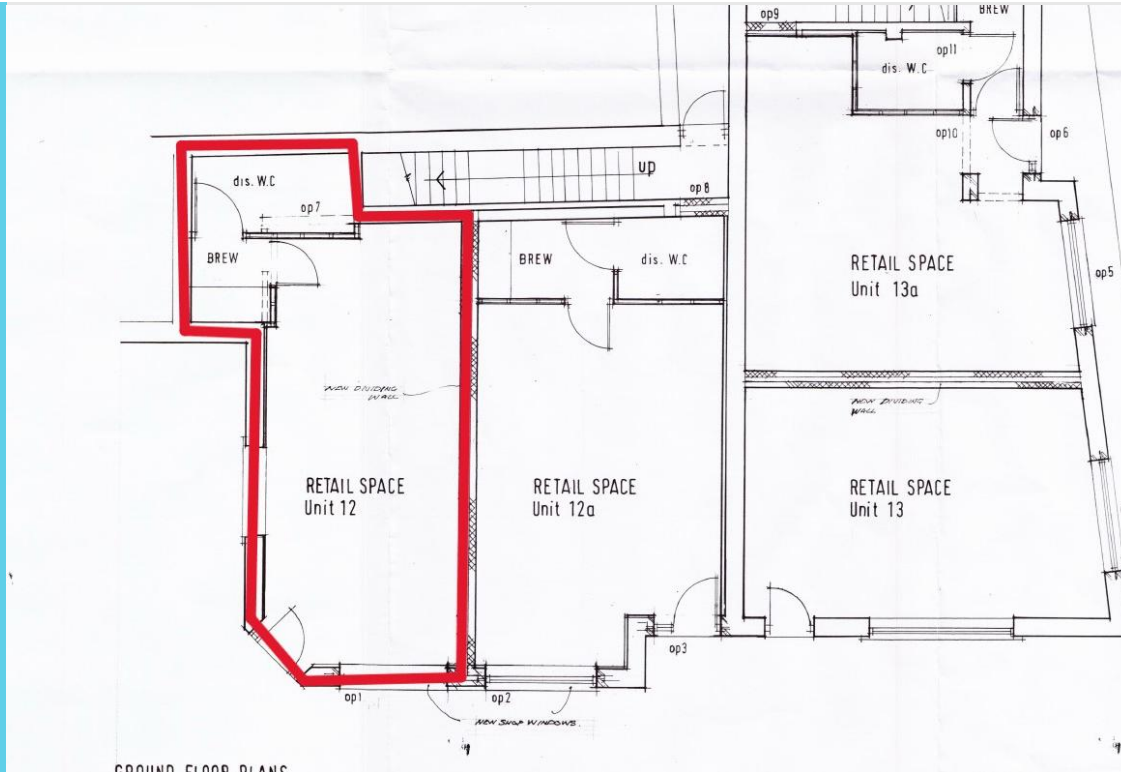 op9
BREW
op11
dis. W.C
op10
op6
dis. W.C
op7
UP
op8
BREW
BREW
dis. W.C
RETAIL SPACE
Unit 13a
op5
NEW DIVIDING
WALL
NEW DIVIDING
WALL
RETAIL SPACE
Unit 12
RETAIL SPACE
Unit 12a
RETAIL SPACE
Unit 13
op3
op1
op2
NEW SHOP WINDOWS.
GROUND FLOOR PLANS